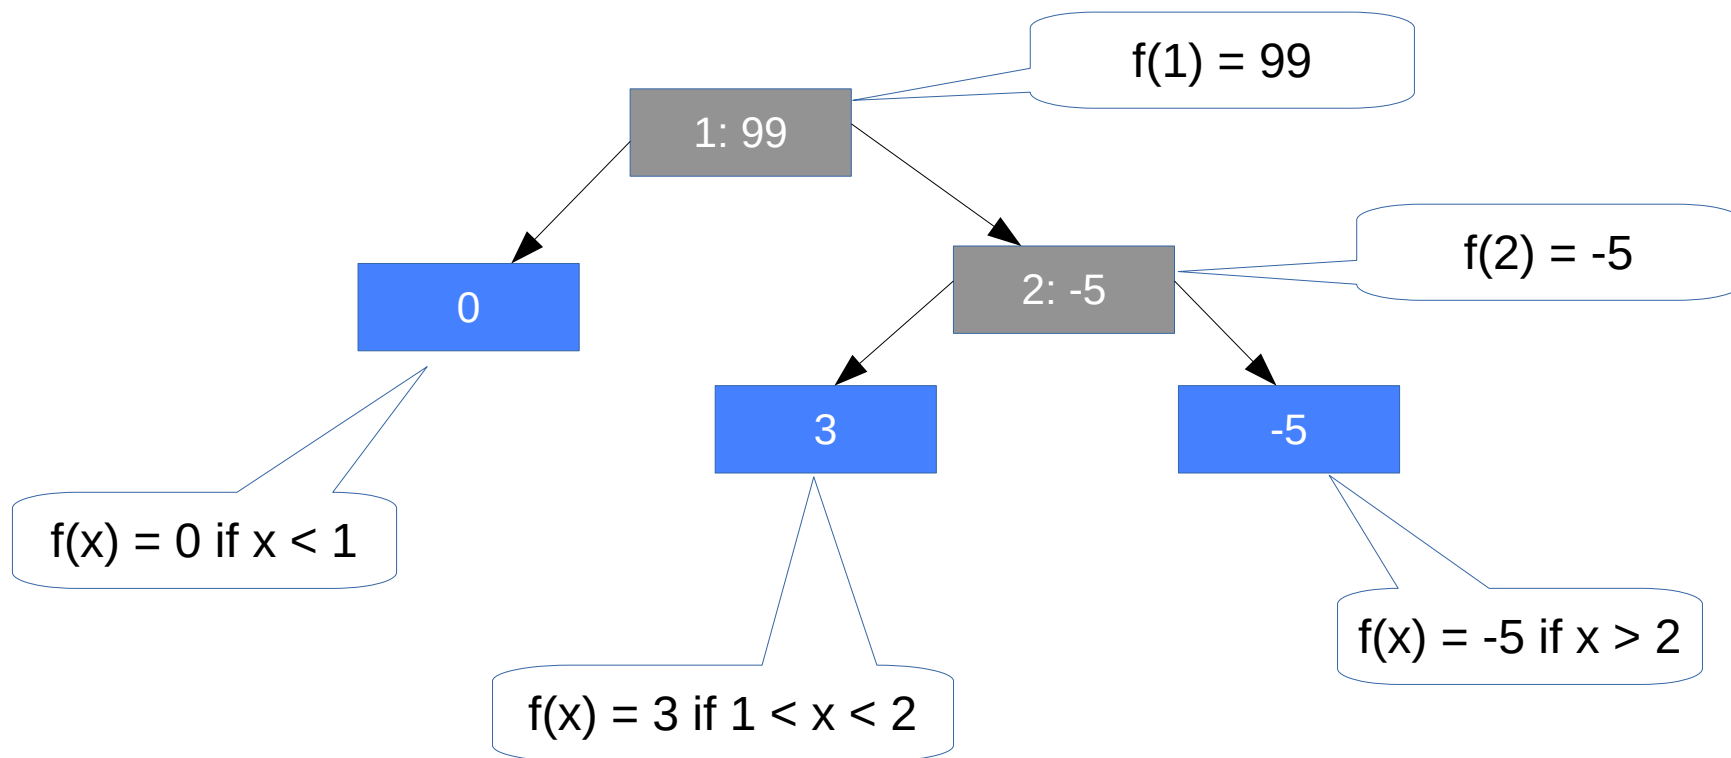 f(1) = 99
1: 99
f(2) = -5
2: -5
0
3
-5
f(x) = 0 if x < 1
f(x) = -5 if x > 2
f(x) = 3 if 1 < x < 2